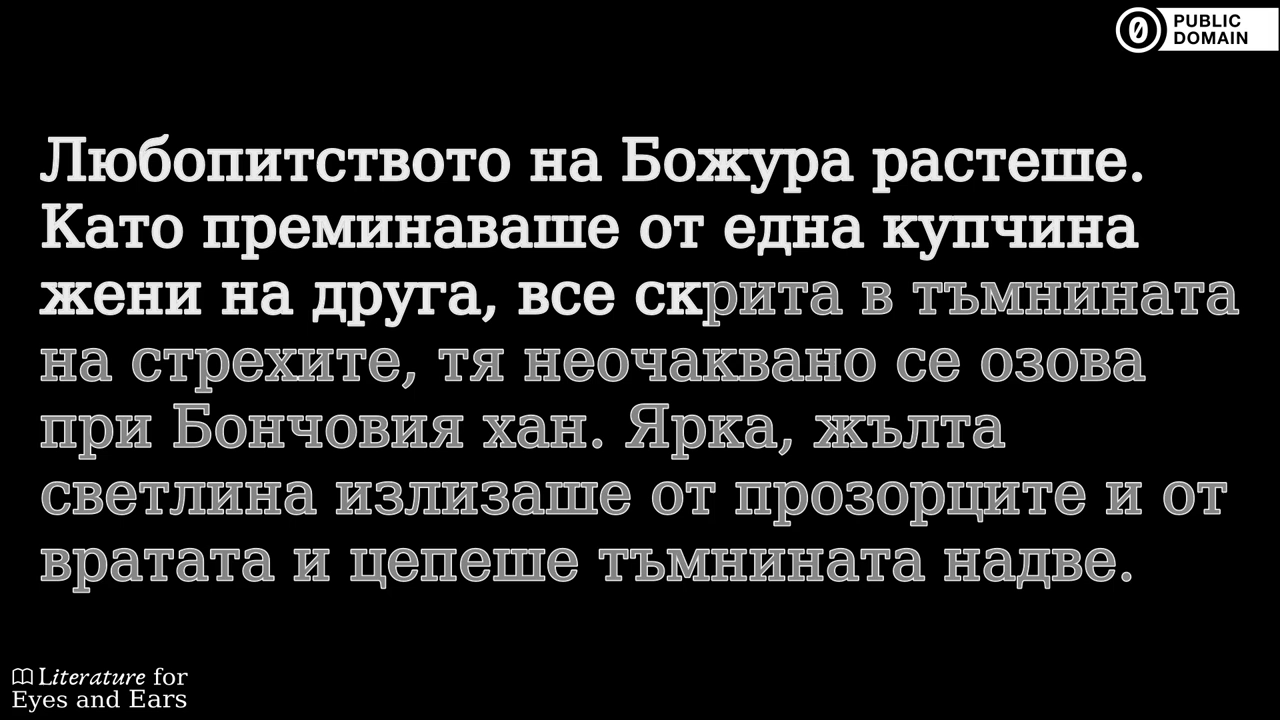 PUBLIC
DOMAIN
Любопитството на Божура растеше.
Като преминаваше от една купчина
жени на друга, все скрита в тъмнината
на стрехите, тя неочаквано се озова
при Бончовия хан. Ярка, жълта
светлина излизаше от прозорците и от
вратата и цепеше тъмнината надве.
Literature for
Eyes and Ears